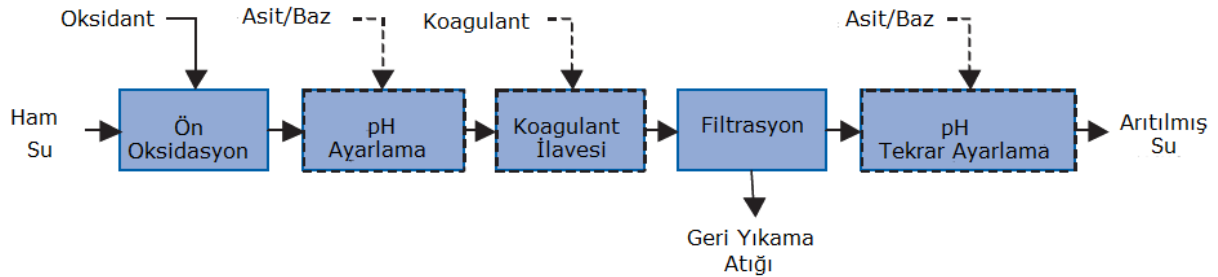 Oksidant
Asit/Baz
Koagulant
Asit/Baz
Ham
Su
Ön
Oksidasyon
pH
Ayarlama
Koagulant
İlavesi
Filtrasyon
pH
Tekrar Ayarlama
Arıtılmış
Su
Geri Yıkama
Atığı